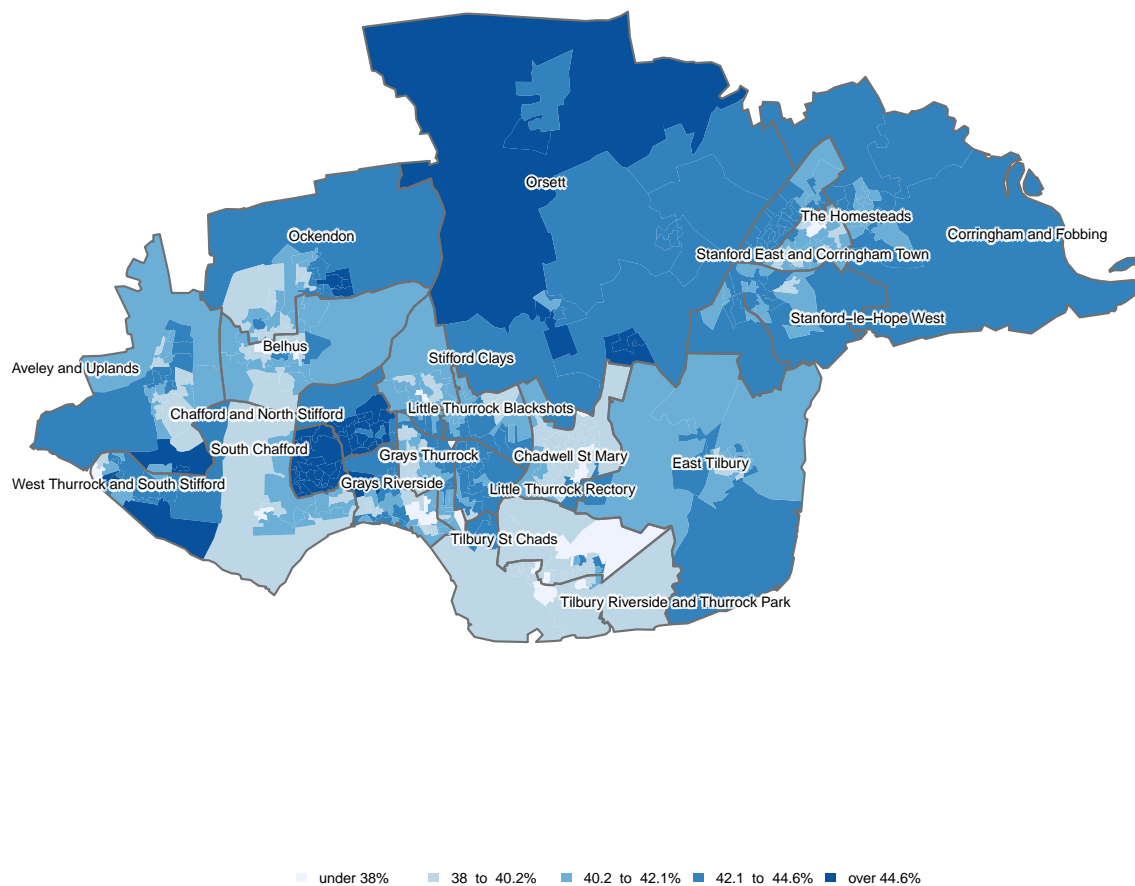 Orsett
The Homesteads
Ockendon
Corringham and Fobbing
Stanford East and Corringham Town
Stanford−le−Hope West
Belhus
Stifford Clays
Aveley and Uplands
Little Thurrock Blackshots
Chafford and North Stifford
South Chafford
Grays Thurrock
Chadwell St Mary
East Tilbury
West Thurrock and South Stifford
Grays Riverside
Little Thurrock Rectory
Tilbury St Chads
Tilbury Riverside and Thurrock Park
under 38% 38 to 40.2% 40.2 to 42.1% 42.1 to 44.6% over 44.6%